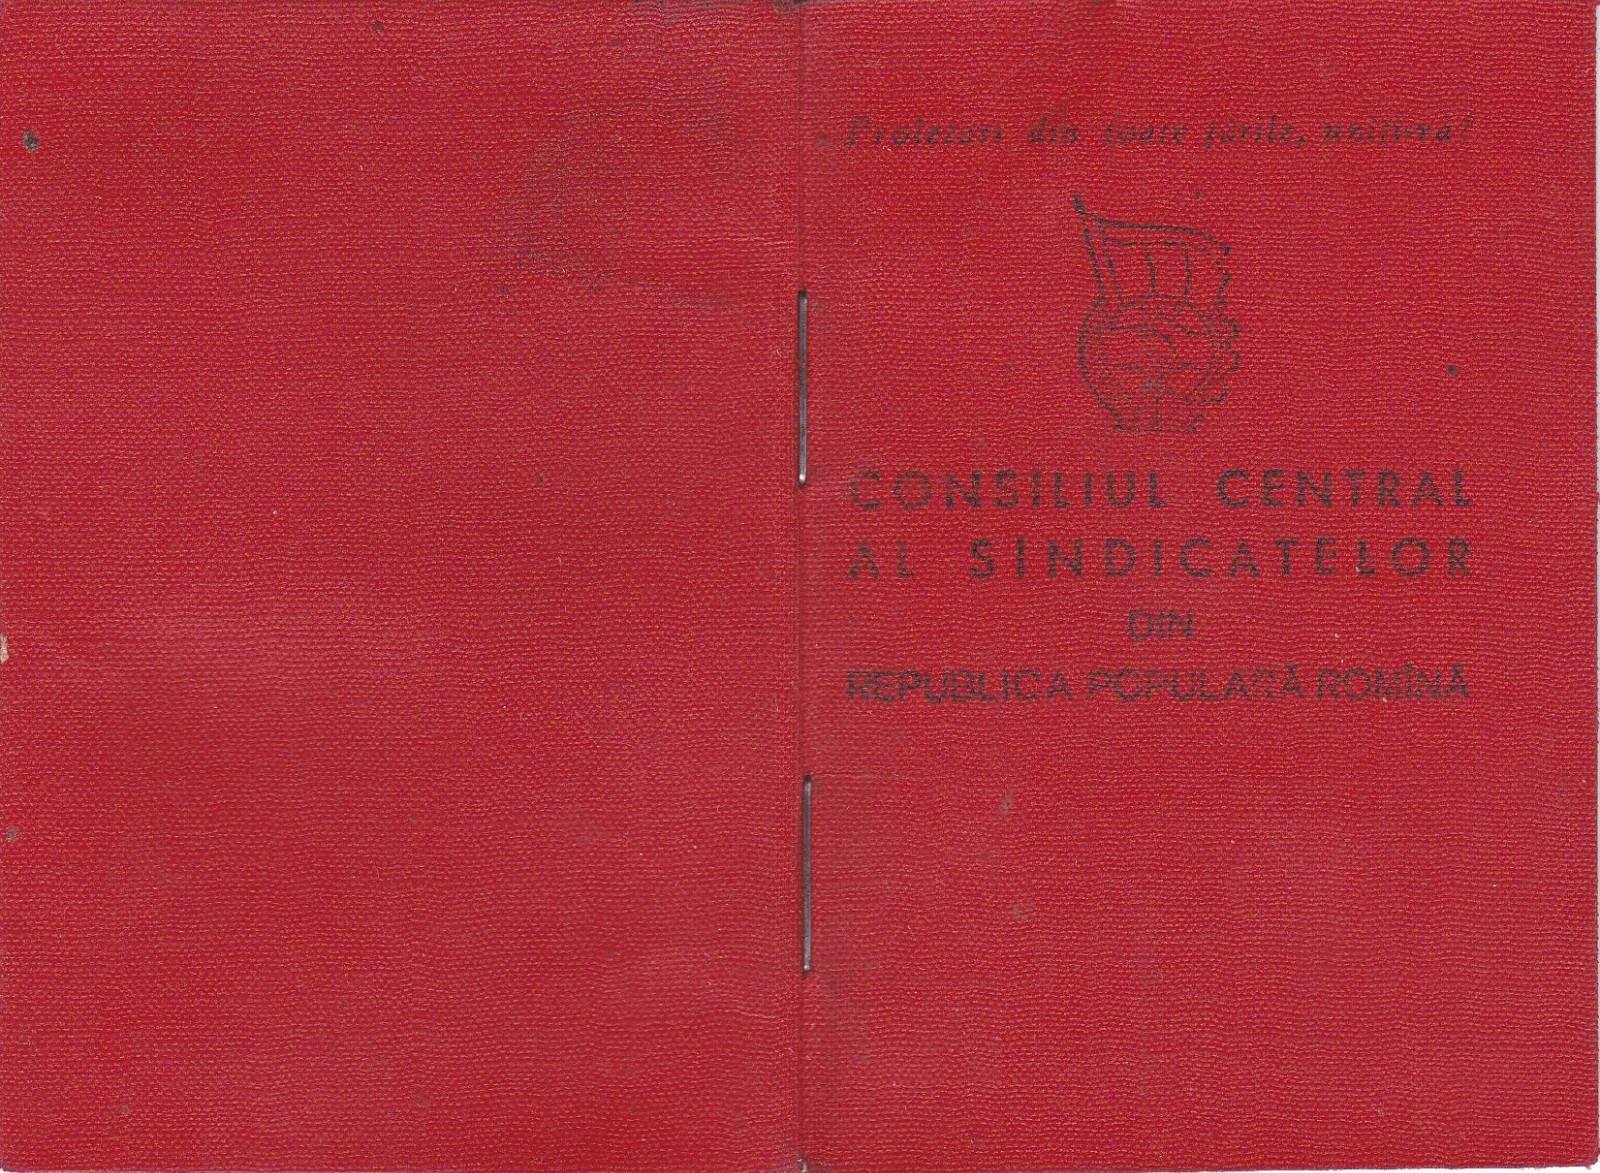 Proletari din toate țările, uniți-vă!
CONSILIUL CENTRAL
AL SINDICATELOR
DIN
REPUBLICA POPULARĂ ROMÎNĂ